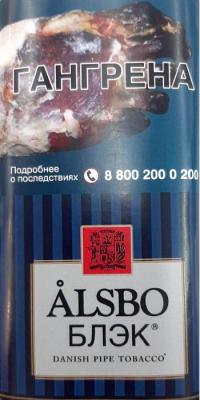 ГАНГРЕНА
Подробнее
о последствиях 8 800 200 0 200
ÅLSBO
БЛЭК®
DANISH PIPE TOBACCO